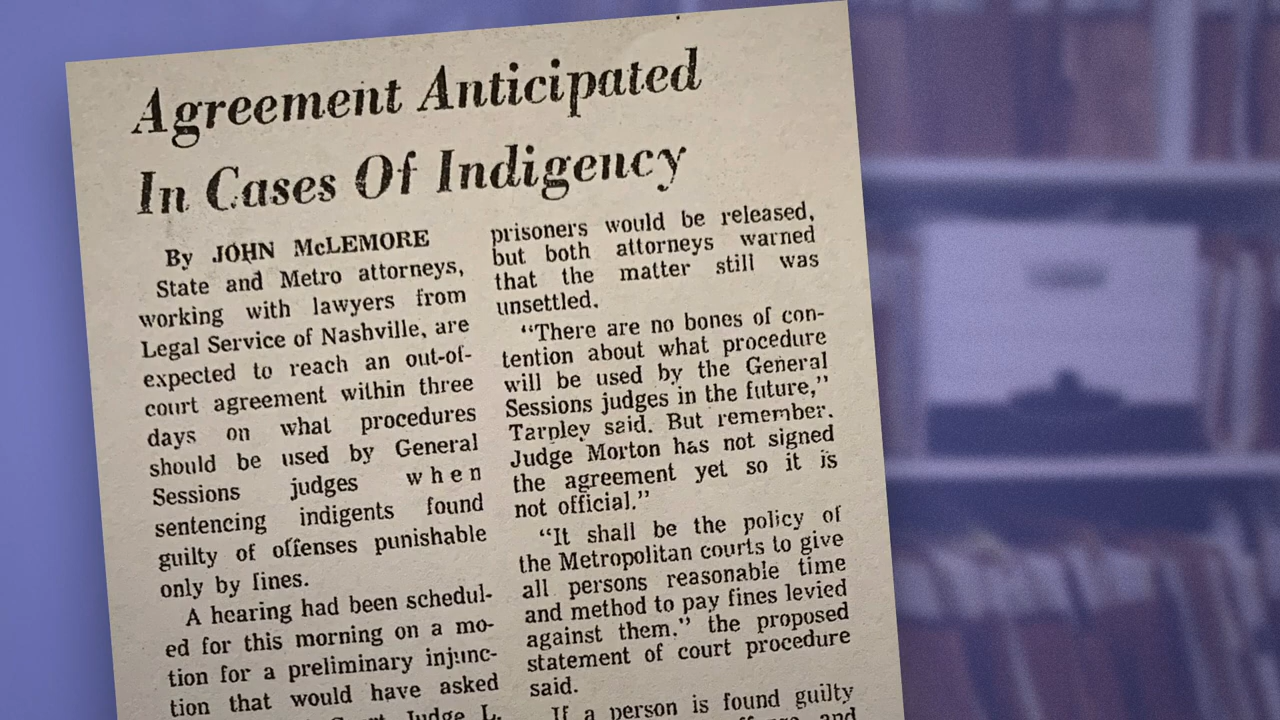 Agreement Anticipated
In Cases Of Indigency
By JOHN McLEMORE
State and Metro attorneys,
working with lawyers from
Legal Service of Nashville, are
expected to reach an out-of-
court agreement within three
days on what procedures
should be used by General
Sessions judges when
sentencing indigents found
guilty of offenses punishable
only by fines.
A hearing had been schedul-
ed for this morning on a mo-
tion for a preliminary injunc-
tion that would have asked
Judge L.
prisoners would be released,
but both attorneys warned
that the matter still was
unsettled.
“There are no bones of con-
tention about what procedure
will be used by the General
Sessions judges in the future,”
Tarpley said. But remember.
Judge Morton has not signed
the agreement yet so it is
not official.”
“It shall be the policy of
the Metropolitan courts to give
all persons reasonable time
and method to pay fines levied
against them.” the proposed
statement of court procedure
said.
If a person is found guilty
and